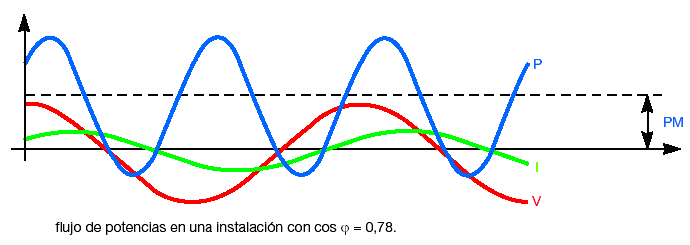 P
PM
I
V
flujo de potencias en una instalación con cos φ = 0,78.